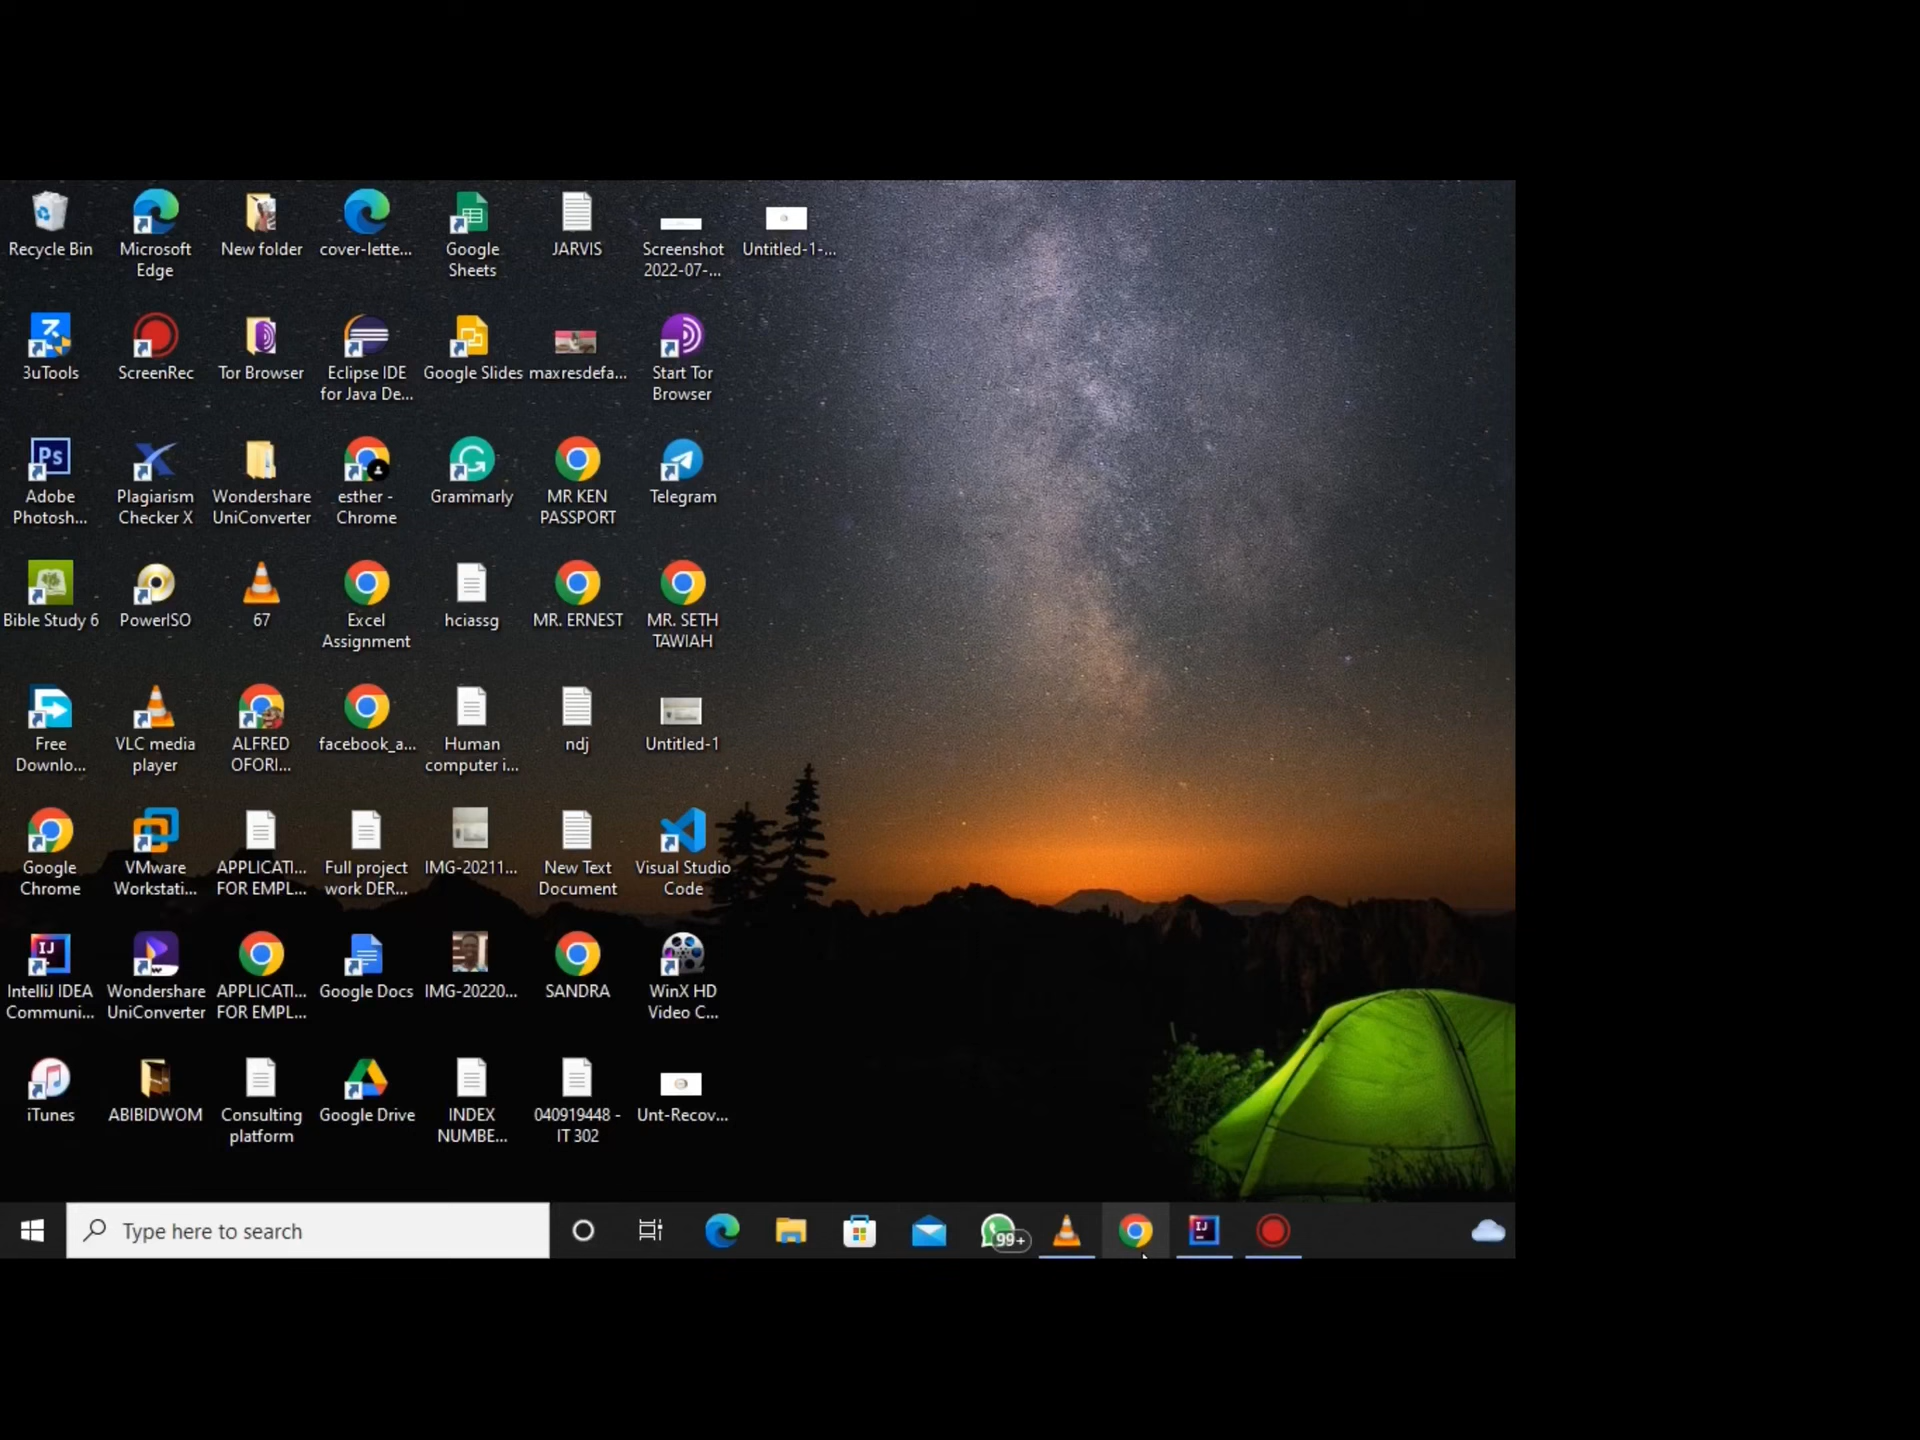 Recycle Bin
Microsoft
Edge
New folder
cover-lette...
Google
Sheets
JARVIS
Screenshot
2022-07-...
Untitled-1-...
3uTools
ScreenRec
Tor Browser
Eclipse IDE
for Java De...
Google Slides
maxresdefa...
Start Tor
Browser
Ps
Adobe
Photosh...
Plagiarism
Checker X
Wondershare
UniConverter
esther -
Chrome
Grammarly
MR KEN
PASSPORT
Telegram
Bible Study 6
PowerISO
67
Excel
Assignment
hciassg
MR. ERNEST
MR. SETH
TAWIAH
Free
Downlo...
VLC media
player
ALFRED
OFORI...
facebook_a...
Human
computer i...
ndj
Untitled-1
Google
Chrome
VMware
Workstati...
APPLICATI...
FOR EMPL...
Full project
work DER...
IMG-20211...
New Text
Document
Visual Studio
Code
IJ
IntelliJ IDEA
Communi...
Wondershare
UniConverter
APPLICATI...
FOR EMPL...
Google Docs
IMG-20220...
SANDRA
WinX HD
Video C...
iTunes
ABIBIDWOM
Consulting
platform
Google Drive
INDEX
NUMBE...
040919448 -
IT 302
Unt-Recov...
Type here to search
99+
IJ